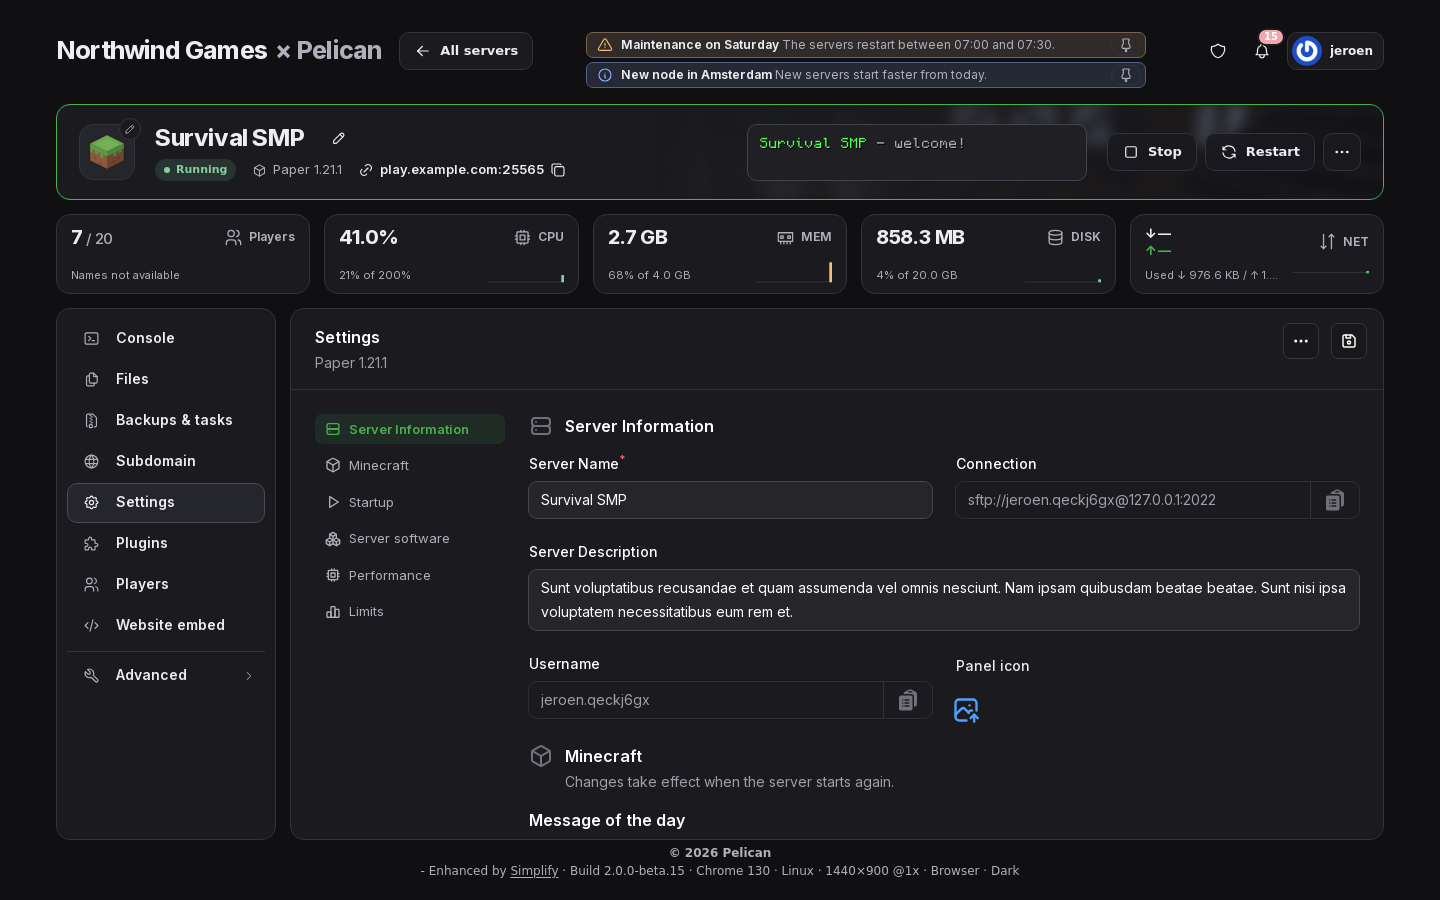 Northwind Games × Pelican
All servers
Maintenance on Saturday The servers restart between 07:00 and 07:30.
New node in Amsterdam New servers start faster from today.
15
jeroen
Survival SMP
Running
Paper 1.21.1
play.example.com:25565
Survival SMP - welcome!
Stop
Restart
7 / 20
Players
Names not available
41.0%
CPU
21% of 200%
2.7 GB
MEM
68% of 4.0 GB
858.3 MB
DISK
4% of 20.0 GB
↓—
↑—
NET
Used ↓ 976.6 KB / ↑ 1....
Console
Files
Backups & tasks
Subdomain
Settings
Plugins
Players
Website embed
Advanced
Settings
Paper 1.21.1
Server Information
Minecraft
Startup
Server software
Performance
Limits
Server Information
Server Name*
Survival SMP
Connection
sftp://jeroen.qeckj6gx@127.0.0.1:2022
Server Description
Sunt voluptatibus recusandae et quam assumenda vel omnis nesciunt. Nam ipsam quibusdam beatae beatae. Sunt nisi ipsa
voluptatem necessitatibus eum rem et.
Username
jeroen.qeckj6gx
Panel icon
Minecraft
Changes take effect when the server starts again.
Message of the day
© 2026 Pelican
- Enhanced by Simplify · Build 2.0.0-beta.15 · Chrome 130 · Linux · 1440×900 @1x · Browser · Dark